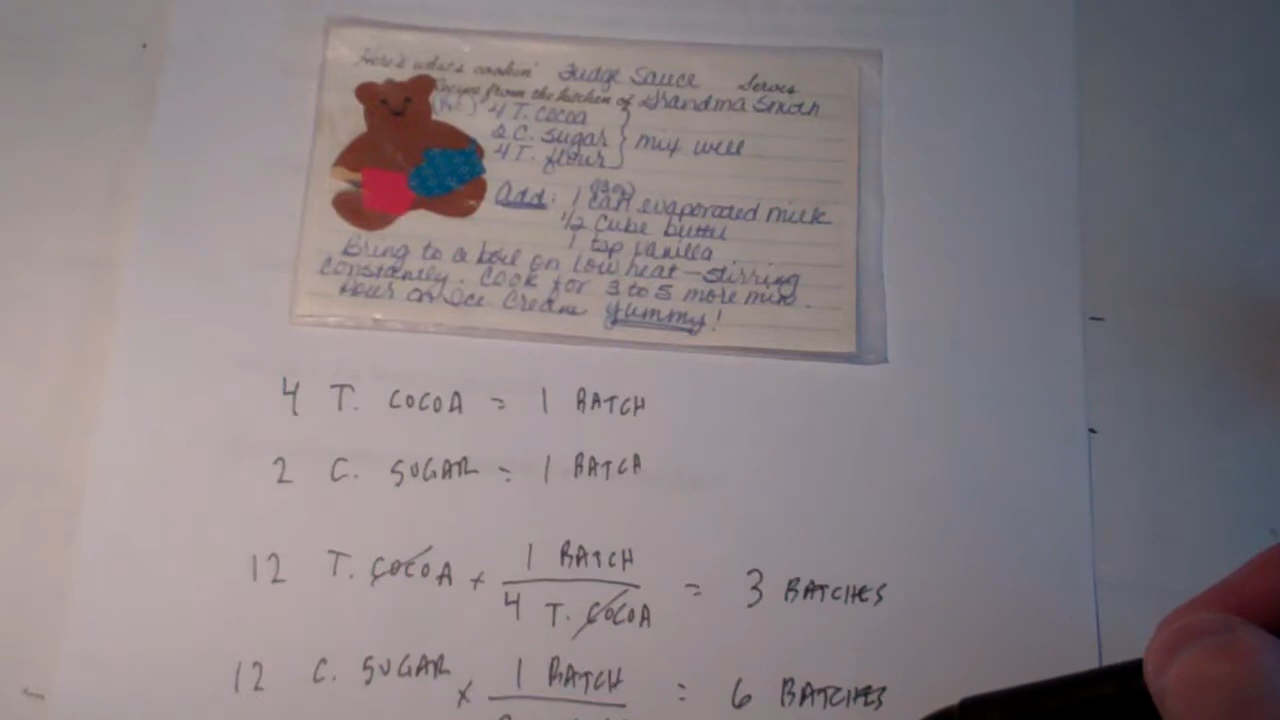 Here's what's cookin' Fudge Sauce Serves
Recipe from the kitchen of Grandma Smith
4 T. cocoa
2 C. sugar } mix well
4 T. flour
Add: 1 can evaporated milk
1/2 cube butter
1 tsp vanilla
Bring to a boil on low heat - stirring
constantly. Cook for 3 to 5 more min.
Pour on Ice Cream yummy!
4 T. COCOA = 1 BATCH
2 C. SUGAR = 1 BATCH
12 T. COCOA × 1 BATCH = 3 BATCHES
4 T. COCOA
12 C. SUGAR × 1 BATCH = 6 BATCHES